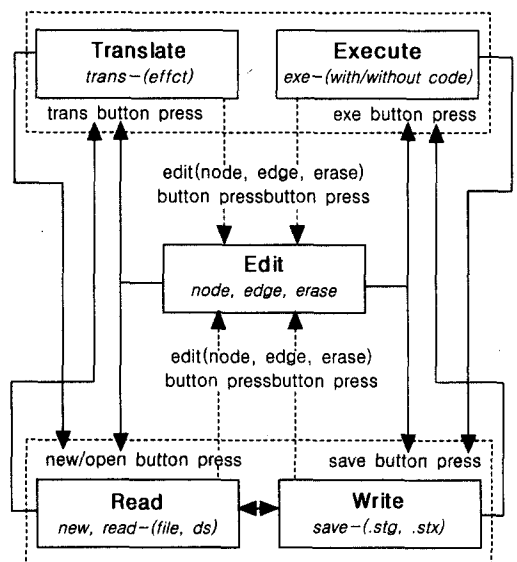 Translate
trans-(effct)
Execute
exe-(with/without code)
trans button press
exe button press
edit(node, edge, erase)
button pressbutton press
Edit
node, edge, erase
edit(node, edge, erase)
button pressbutton press
new/open button press
save button press
Read
new, read-(file, ds)
Write
save-(.stg, .stx)